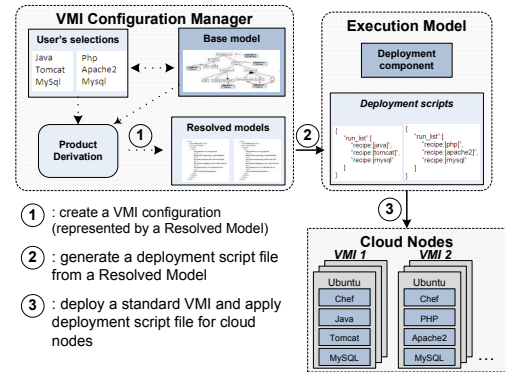 VMI Configuration Manager
User's selections
Java
Tomcat
MySql
Php
Apache2
Mysql
Base model
Product
Derivation
1
Resolved models
2
Execution Model
Deployment
component
Deployment scripts
{
"run_list":[
"recipe:[java]",
"recipe:[tomcat]",
"recipe:[mysql"
]
}
{
"run_list":[
"recipe:[php]",
"recipe:[apache2]",
"recipe:[mysql"
]
}
3
1 : create a VMI configuration
(represented by a Resolved Model)
2 : generate a deployment script file
from a Resolved Model
3 : deploy a standard VMI and apply
deployment script file for cloud
nodes
Cloud Nodes
VMI 1
Ubuntu
Chef
Java
Tomcat
MySQL
VMI 2
Ubuntu
Chef
PHP
Apache2
MySQL
...